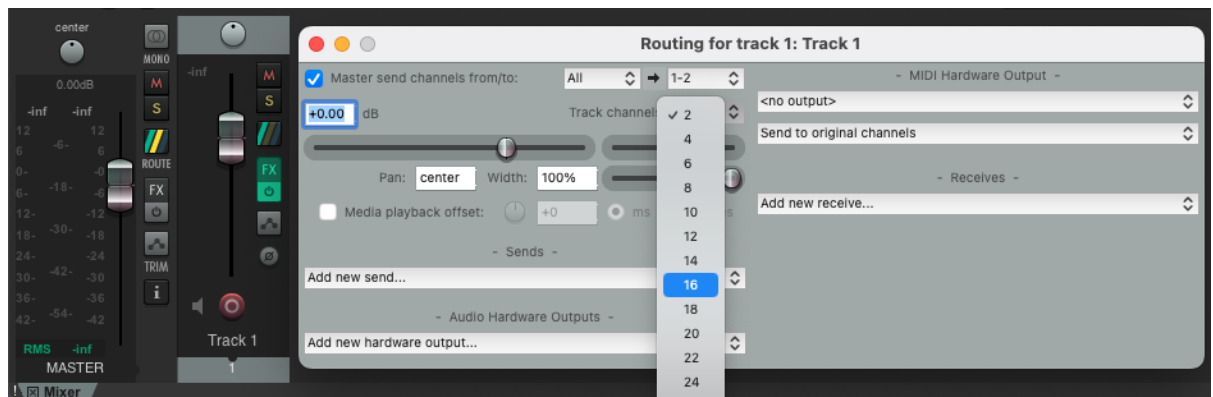 center
0.00dB
-inf -inf
12 12
6 -6- 6
0- -0
6- -18- -6
12- -12
18- -30- -18
24- -24
30- -42- -30
36- -36
42- -54- -42
RMS -inf
MASTER
MONO
M
S
ROUTE
FX
TRIM
i
-inf
M
S
FX
Track 1
1
! Mixer
Routing for track 1: Track 1
Master send channels from/to: All 1-2
+0.00 dB Track channel
✓ 2
4
6
8
10
12
14
16
18
20
22
24
Pan: center Width: 100%
Media playback offset: +0 ms
- Sends -
Add new send...
- Audio Hardware Outputs -
Add new hardware output...
- MIDI Hardware Output -
<no output>
Send to original channels
- Receives -
Add new receive...